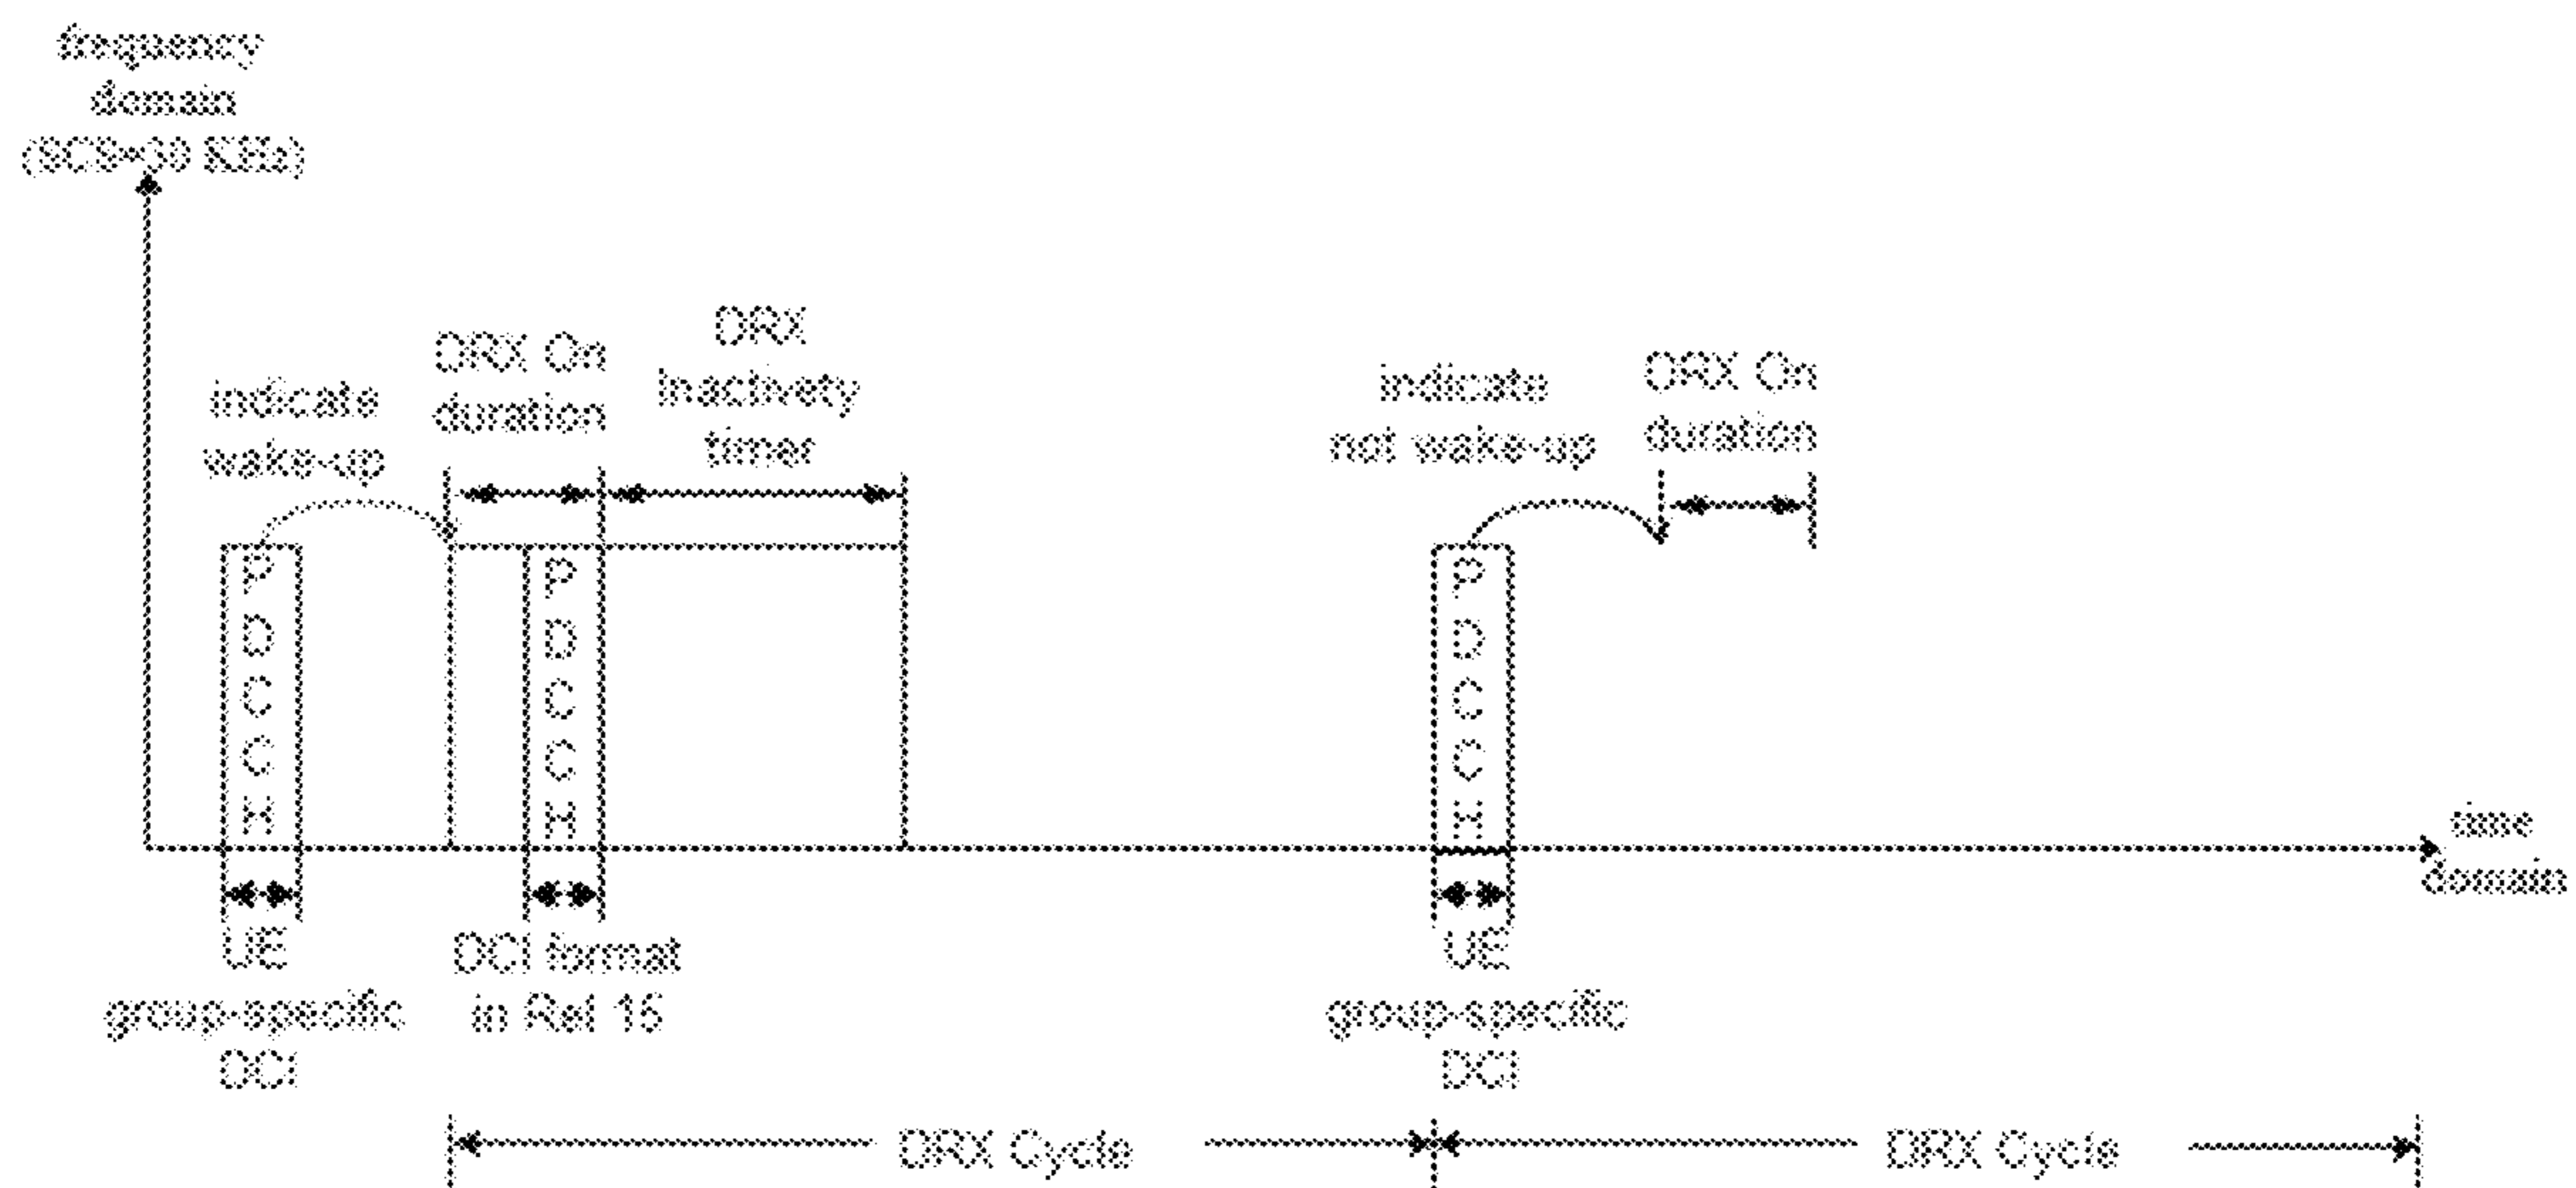 frequency
domain
(SCS=30 KHz)
indicate
wake-up
DRX On
duration
DRX
Inactivety
timer
indicate
not wake-up
DRX On
duration
P
D
C
C
H
P
D
C
C
H
P
D
C
C
H
time
domain
UE
group-specific
DCI
DCI format
in Rel 15
UE
group-specific
DCI
DRX Cycle
DRX Cycle